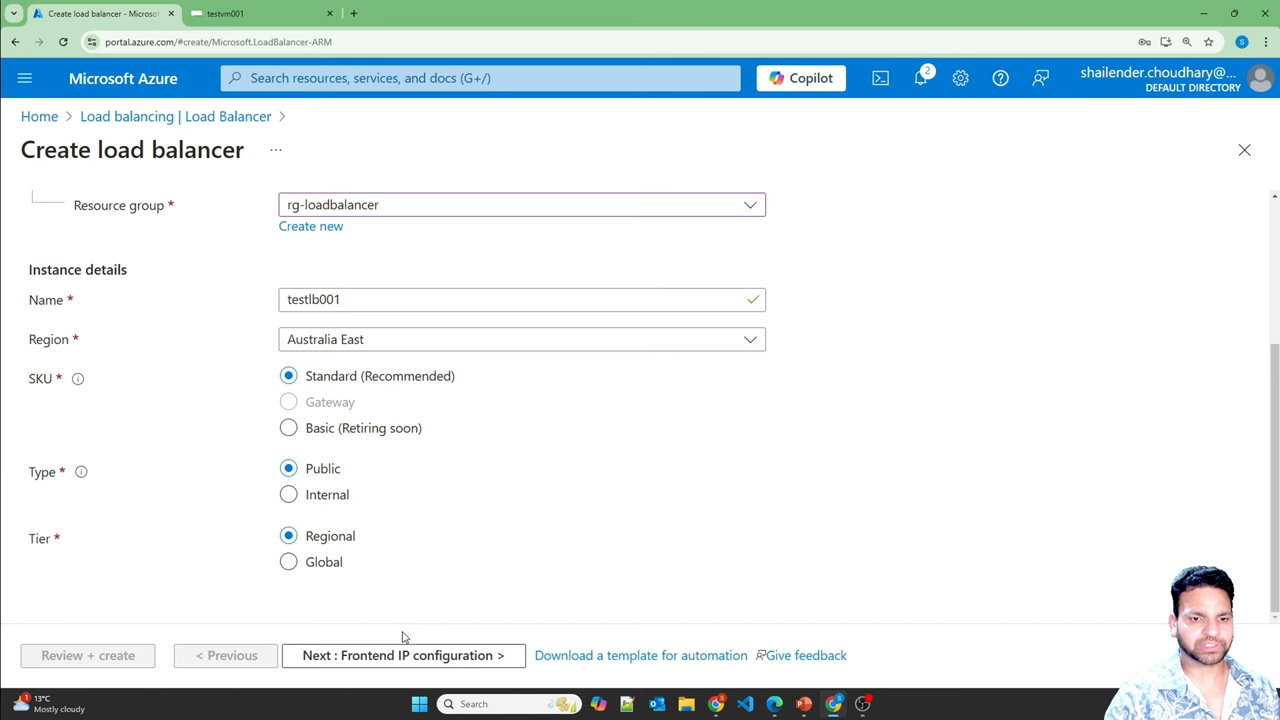 Create load balancer - Microsof
testvm001
portal.azure.com/#create/Microsoft.LoadBalancer-ARM
S
Microsoft Azure
Search resources, services, and docs (G+/)
Copilot
2
shailender.choudhary@...
DEFAULT DIRECTORY
Home > Load balancing | Load Balancer >
Create load balancer ...
Resource group *
rg-loadbalancer
Create new
Instance details
Name *
testlb001
Region *
Australia East
SKU *
Standard (Recommended)
Gateway
Basic (Retiring soon)
Type *
Public
Internal
Tier *
Regional
Global
Review + create
< Previous
Next : Frontend IP configuration >
Download a template for automation
Give feedback
1
13°C
Mostly cloudy
Search